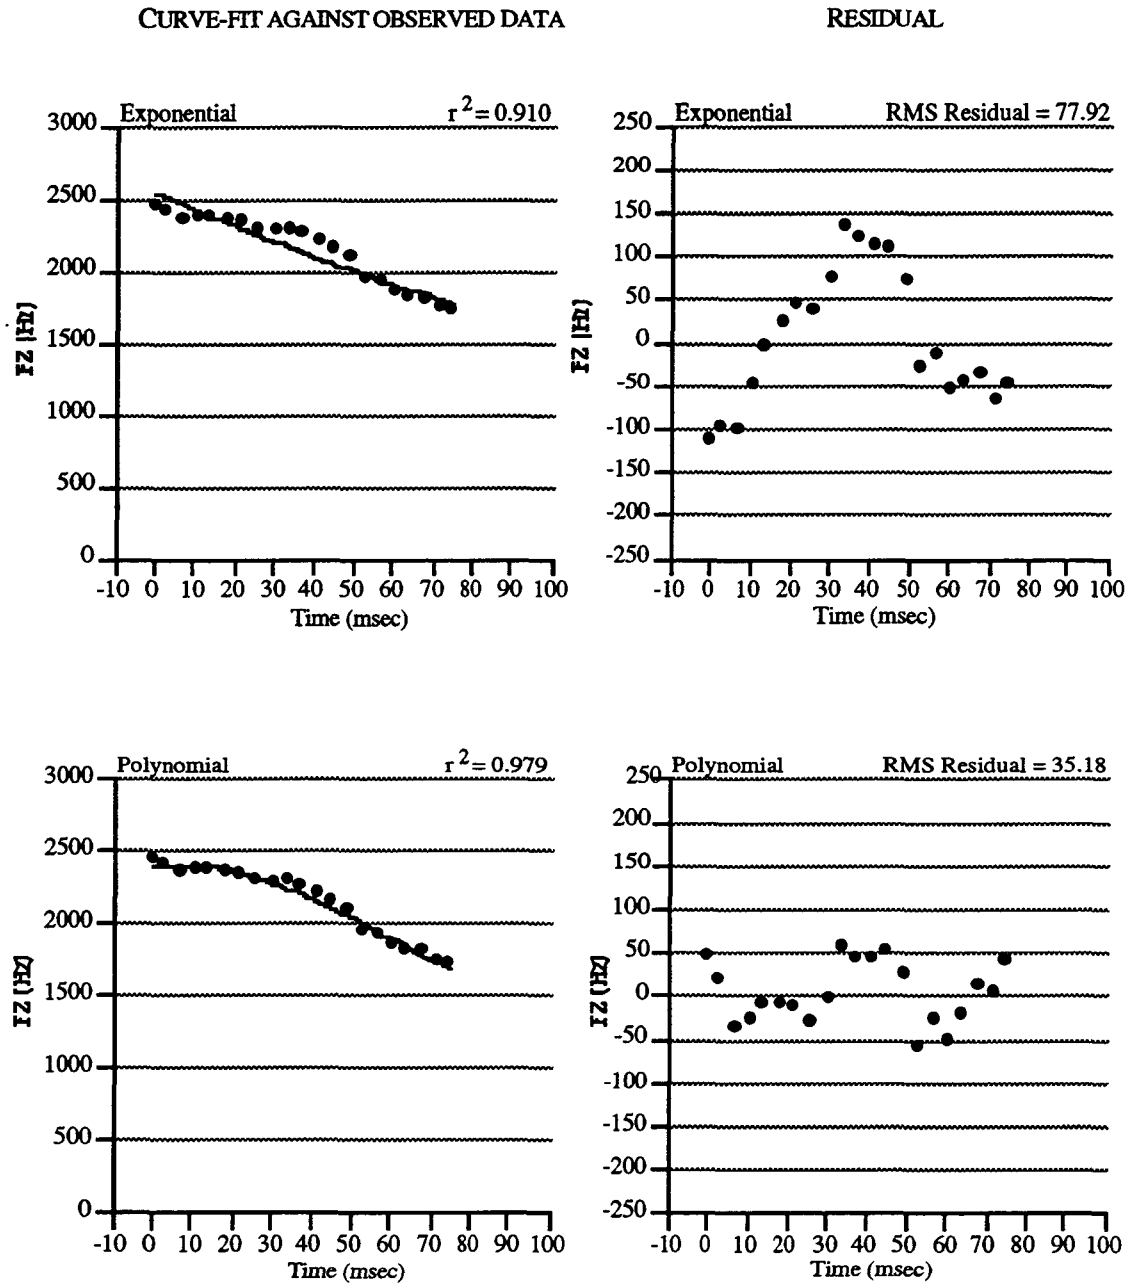 CURVE-FIT AGAINST OBSERVED DATA
RESIDUAL
Exponential r² = 0.910
3000
2500
2000
1500
1000
500
0
FZ [Hz]
-10 0 10 20 30 40 50 60 70 80 90 100
Time (msec)
Exponential RMS Residual = 77.92
250
200
150
100
50
0
-50
-100
-150
-200
-250
FZ [Hz]
-10 0 10 20 30 40 50 60 70 80 90 100
Time (msec)
Polynomial r² = 0.979
3000
2500
2000
1500
1000
500
0
FZ (Hz)
-10 0 10 20 30 40 50 60 70 80 90 100
Time (msec)
Polynomial RMS Residual = 35.18
250
200
150
100
50
0
-50
-100
-150
-200
-250
FZ (Hz)
-10 0 10 20 30 40 50 60 70 80 90 100
Time (msec)